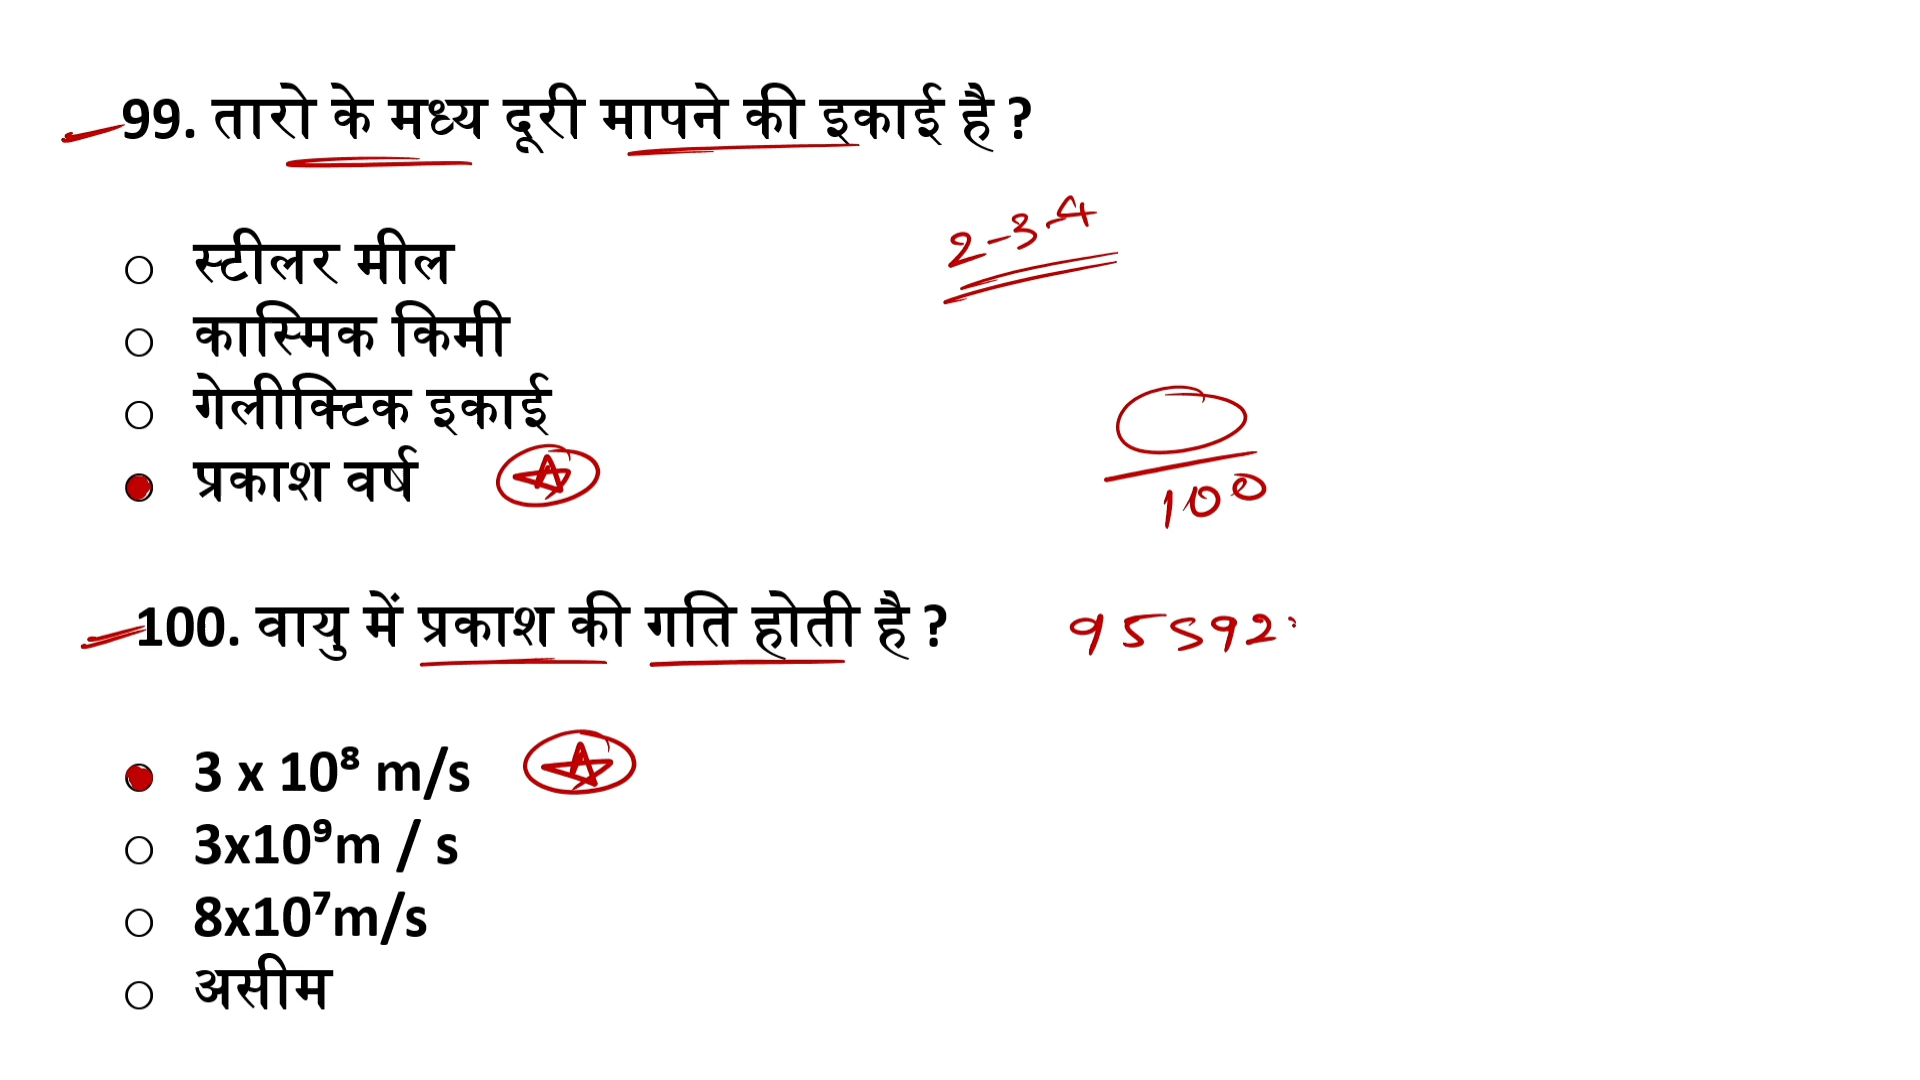 99. तारो के मध्य दूरी मापने की इकाई है ?
2-3-4
स्टीलर मील
कास्मिक किमी
गेलीक्टिक इकाई
प्रकाश वर्ष
100
100. वायु में प्रकाश की गति होती है ?
95592
3 x 10⁸ m/s
3x10⁹m / s
8x10⁷m/s
असीम